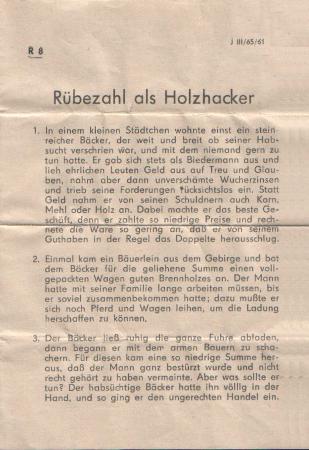 R 8
J III/65/61
Rübezahl als Holzhacker
1. In einem kleinen Städtchen wohnte einst ein stein-
reicher Bäcker, der weit und breit ob seiner Hab-
sucht verschrien war, und mit dem niemand gern zu
tun hatte. Er gab sich stets als Biedermann aus und
lieh ehrlichen Leuten Geld aus auf Treu und Glau-
ben, nahm aber dann unverschämte Wucherzinsen
und trieb seine Forderungen rücksichtslos ein. Statt
Geld nahm er von seinen Schuldnern auch Korn,
Mehl oder Holz an. Dabei machte er das beste Ge-
schäft, denn er zahlte so niedrige Preise und rech-
nete die Ware so gering an, daß er von seinem
Guthaben in der Regel das Doppelte herausschlug.
2. Einmal kam ein Bäuerlein aus dem Gebirge und bot
dem Bäcker für die geliehene Summe einen voll-
gepackten Wagen guten Brennholzes an. Der Mann
hatte mit seiner Familie lange arbeiten müssen, bis
er soviel zusammenbekommen hatte; dazu mußte er
sich noch Pferd und Wagen leihen, um die Ladung
herschaffen zu können.
3. Der Bäcker ließ ruhig die ganze Fuhre abladen,
dann begann er mit dem armen Bauern zu scha-
chern. Für diesen kam eine so niedrige Summe her-
aus, daß der Mann ganz bestürzt wurde und nicht
recht gehört zu haben vermeinte. Aber was sollte er
tun? Der habsüchtige Bäcker hatte ihn völlig in der
Hand, und so ging er den ungerechten Handel ein.